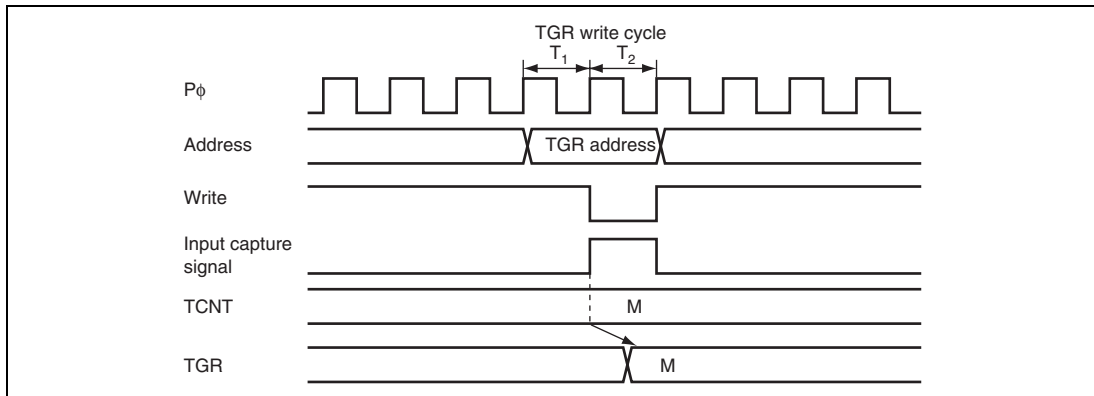 TGR write cycle
T1 T2
Pϕ
Address
TGR address
Write
Input capture
signal
TCNT
M
TGR
M